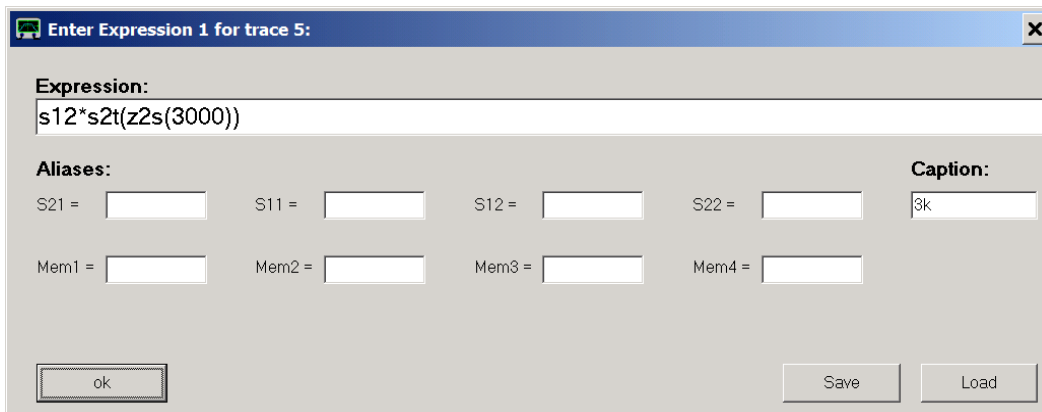 Enter Expression 1 for trace 5:
Expression:
s12*s2t(z2s(3000))
Aliases: Caption:
S21 = S11 = S12 = S22 = 3k
Mem1 = Mem2 = Mem3 = Mem4 =
ok Save Load